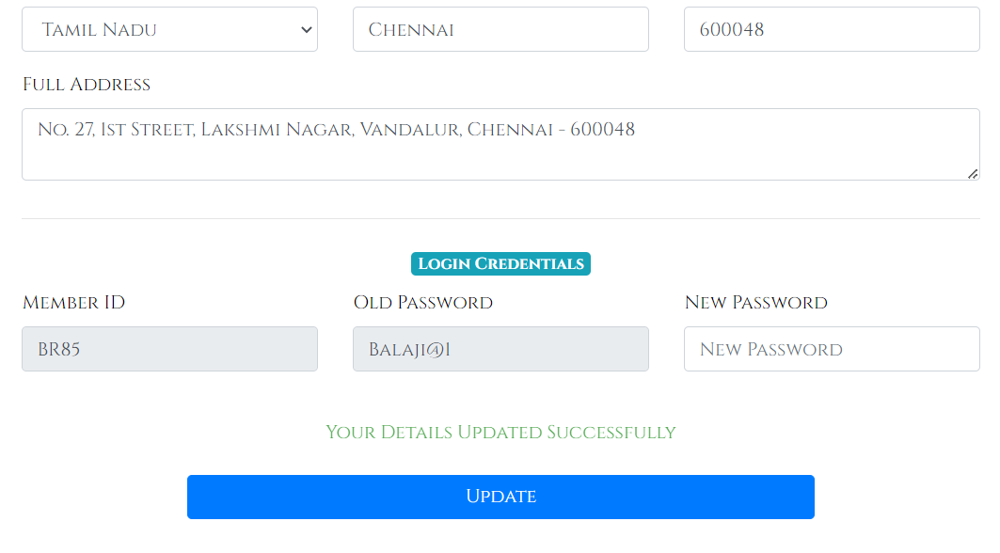 Tamil Nadu Chennai 600048
Full Address
No. 27, 1st Street, Lakshmi Nagar, Vandalur, Chennai - 600048
Login Credentials
Member ID Old Password New Password
BR85 Balaji@1 New Password
Your Details Updated Successfully
Update